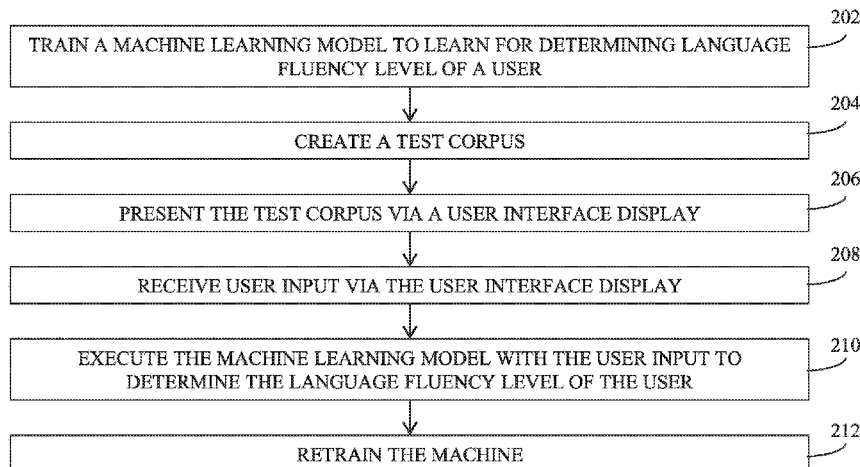 202
TRAIN A MACHINE LEARNING MODEL TO LEARN FOR DETERMINING LANGUAGE
FLUENCY LEVEL OF A USER
204
CREATE A TEST CORPUS
206
PRESENT THE TEST CORPUS VIA A USER INTERFACE DISPLAY
208
RECEIVE USER INPUT VIA THE USER INTERFACE DISPLAY
210
EXECUTE THE MACHINE LEARNING MODEL WITH THE USER INPUT TO
DETERMINE THE LANGUAGE FLUENCY LEVEL OF THE USER
212
RETRAIN THE MACHINE